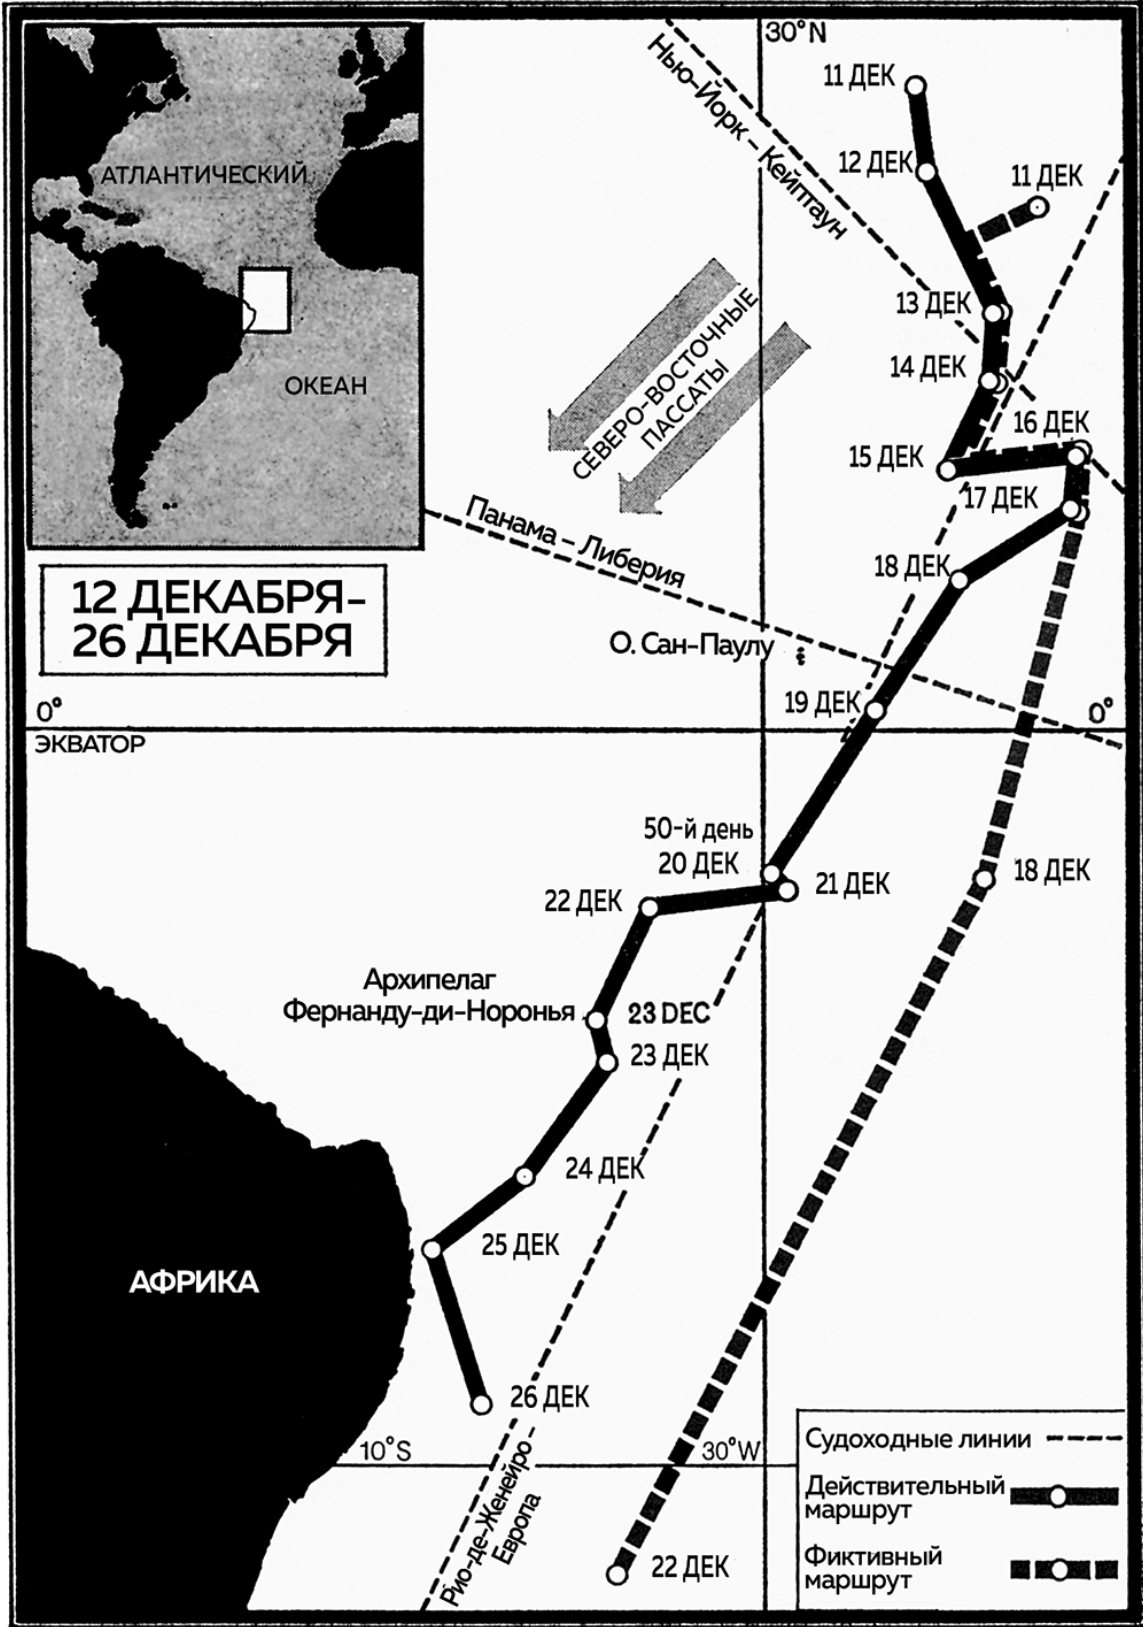 АТЛАНТИЧЕСКИЙ
ОКЕАН
12 ДЕКАБРЯ–
26 ДЕКАБРЯ
30°N
Нью-Йорк – Кейптаун
11 ДЕК
12 ДЕК
11 ДЕК
13 ДЕК
СЕВЕРО-ВОСТОЧНЫЕ
ПАССАТЫ
14 ДЕК
16 ДЕК
15 ДЕК
17 ДЕК
Панама – Либерия
18 ДЕК
О. Сан-Паулу
19 ДЕК
0°
0°
ЭКВАТОР
50-й день
20 ДЕК
21 ДЕК
18 ДЕК
22 ДЕК
Архипелаг
Фернанду-ди-Норонья
23 DEC
23 ДЕК
24 ДЕК
25 ДЕК
АФРИКА
26 ДЕК
10°S
30°W
Рио-де-Женейро–
Европа
22 ДЕК
Судоходные линии
Действительный
маршрут
Фиктивный
маршрут